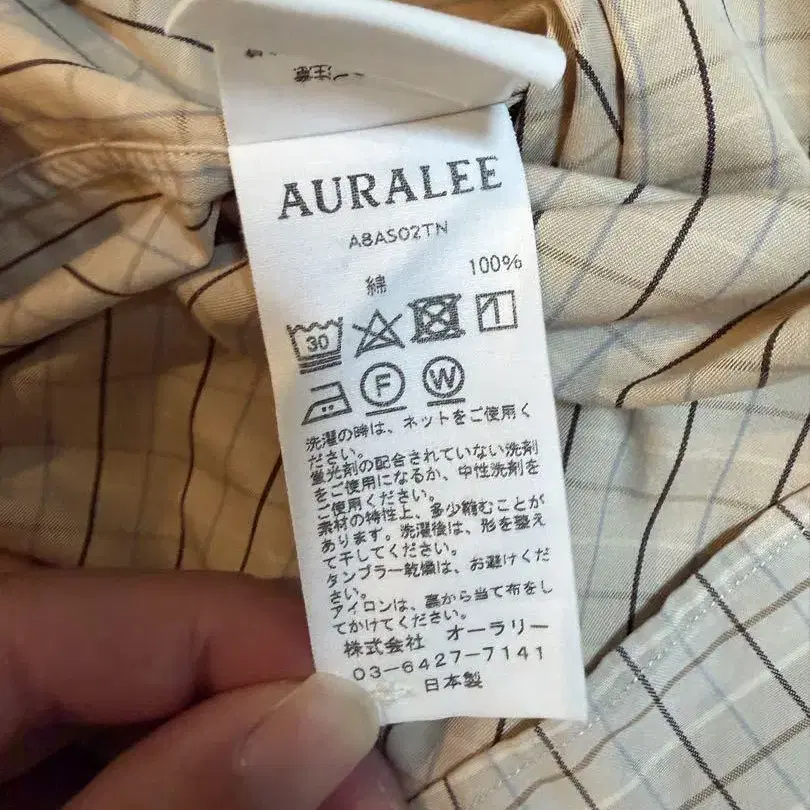 ご注意
AURALEE
A8AS02TN
綿 100%
30
F W
洗濯の時は、ネットをご使用く
ださい。
蛍光剤の配合されていない洗剤
をご使用になるか、中性洗剤を
ご使用ください。
素材の特性上、多少縮むことが
あります。洗濯後は、形を整え
て干してください。
タンブラー乾燥は、お避けくだ
さい。
アイロンは、裏から当て布をし
てかけてください。
株式会社 オーラリー
03-6427-7141
日本製